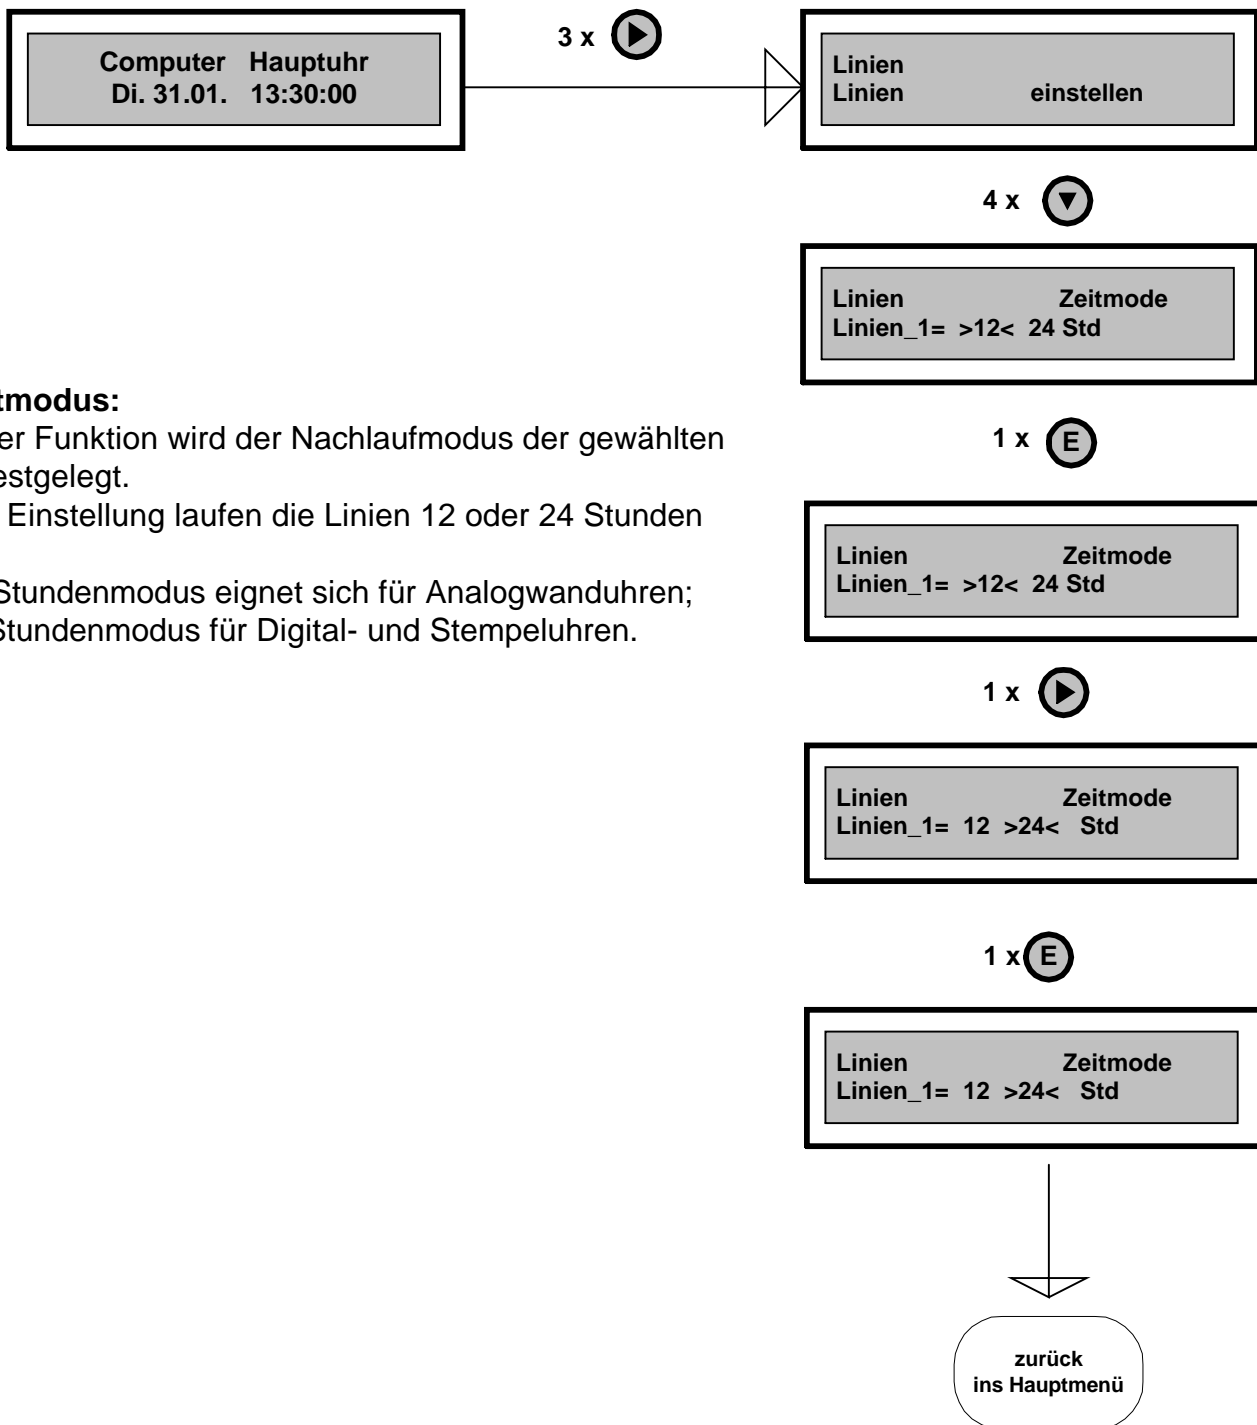 Computer Hauptuhr
Di. 31.01. 13:30:00
3 x
Linien
Linien einstellen
4 x
Linien Zeitmode
Linien_1= >12< 24 Std
tmodus:
er Funktion wird der Nachlaufmodus der gewählten
estgelegt.
Einstellung laufen die Linien 12 oder 24 Stunden
Stundenmodus eignet sich für Analogwanduhren;
Stundenmodus für Digital- und Stempeluhren.
1 x E
Linien Zeitmode
Linien_1= >12< 24 Std
1 x
Linien Zeitmode
Linien_1= 12 >24< Std
1 x E
Linien Zeitmode
Linien_1= 12 >24< Std
zurück
ins Hauptmenü